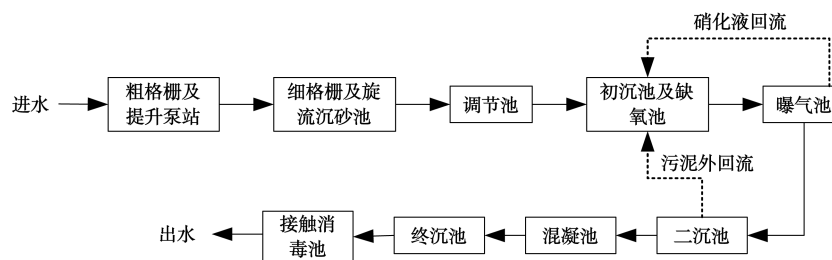 硝化液回流
进水
粗格栅及
提升泵站
细格栅及旋
流沉砂池
调节池
初沉池及缺
氧池
曝气池
污泥外回流
出水
接触消
毒池
终沉池
混凝池
二沉池